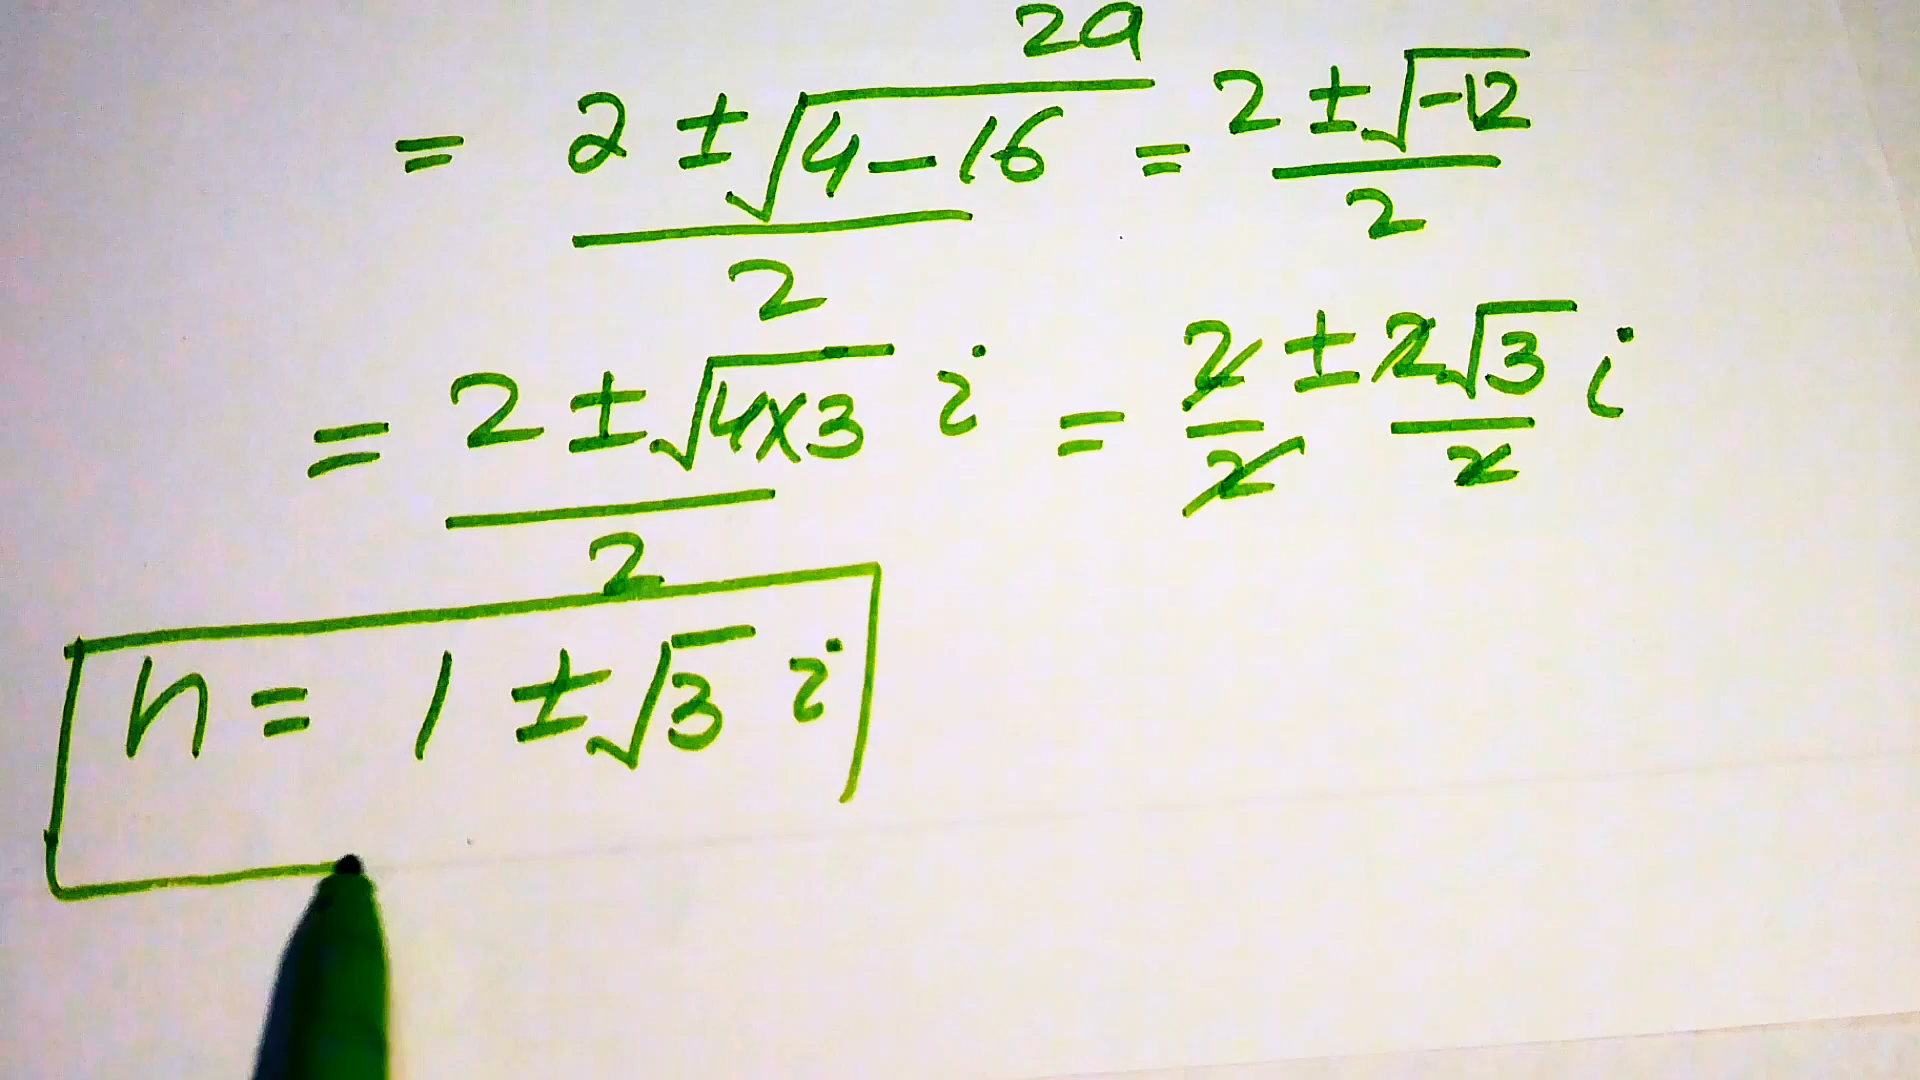 2a
= 2 ± √4-16 / 2 = 2 ± √-12 / 2
= 2 ± √4×3 i / 2 = 2/2 ± 2√3/2 i
n = 1 ± √3 i